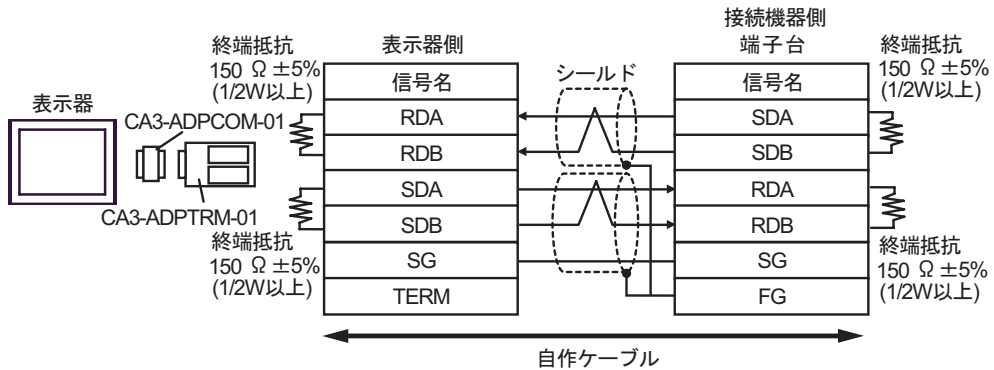 接続機器側
終端抵抗
150 Ω ±5%
(1/2W以上)
表示器側
シールド
端子台
終端抵抗
150 Ω ±5%
(1/2W以上)
表示器
CA3-ADPCOM-01
CA3-ADPTRM-01
信号名
RDA
RDB
SDA
SDB
SG
TERM
信号名
SDA
SDB
RDA
RDB
SG
FG
終端抵抗
150 Ω ±5%
(1/2W以上)
終端抵抗
150 Ω ±5%
(1/2W以上)
自作ケーブル